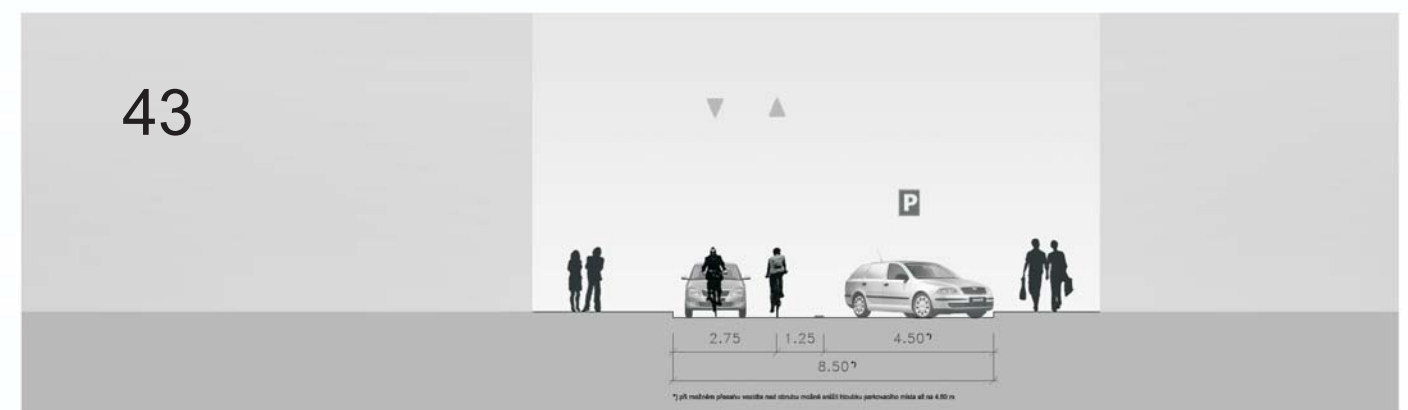 43
P
2.75 1.25 4.50*)
8.50*)
*) při možném přesahu vozidla nad obrubu možné snížit hloubku parkovacího místa až na 4.50 m